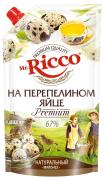 PREMIUM QUALITY
Mr.Ricco
НА ПЕРЕПЕЛИНОМ
ЯЙЦЕ
Premium
67%
НАТУРАЛЬНЫЙ